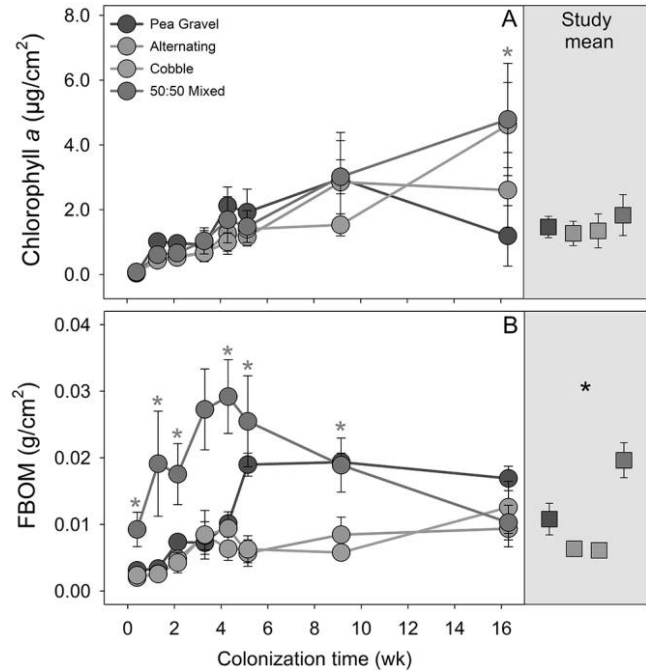 A
Study
mean
Pea Gravel
Alternating
Cobble
50:50 Mixed
*
8.0
6.0
4.0
2.0
0.0
Chlorophyll a (µg/cm²)
B
0.04
0.03
0.02
0.01
0.00
FBOM (g/cm²)
* * * * * *
*
0 2 4 6 8 10 12 14 16
Colonization time (wk)